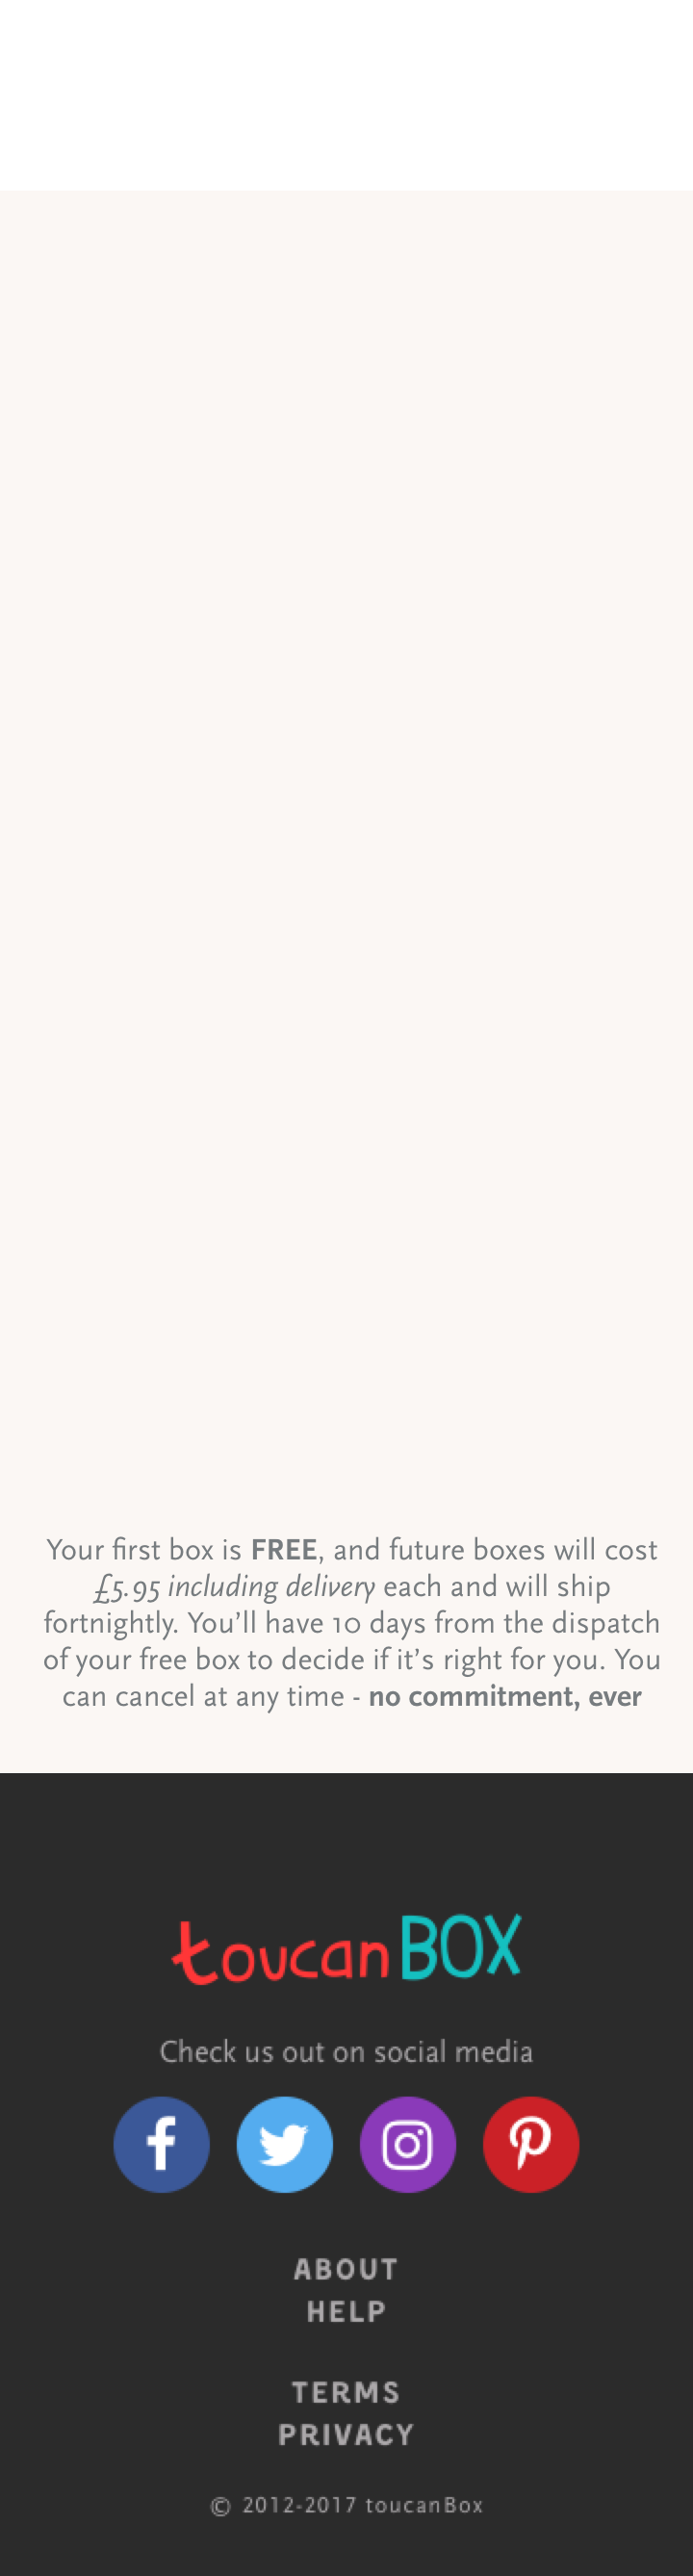 Your first box is FREE, and future boxes will cost
£5.95 including delivery each and will ship
fortnightly. You’ll have 10 days from the dispatch
of your free box to decide if it’s right for you. You
can cancel at any time - no commitment, ever
toucanBOX
Check us out on social media
ABOUT
HELP
TERMS
PRIVACY
© 2012-2017 toucanBox